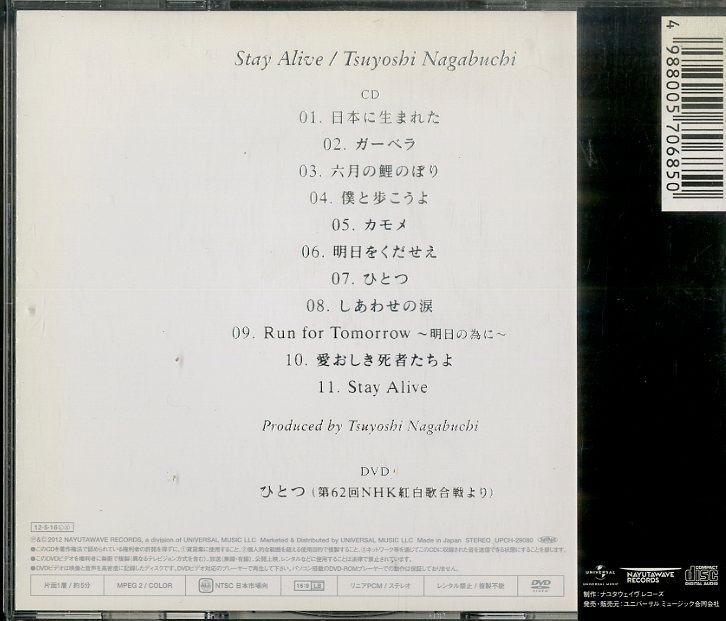 Stay Alive / Tsuyoshi Nagabuchi
CD
01. 日本に生まれた
02. ガーベラ
03. 六月の鯉のぼり
04. 僕と歩こうよ
05. カモメ
06. 明日をくだせえ
07. ひとつ
08. しあわせの涙
09. Run for Tomorrow ～明日の為に～
10. 愛おしき死者たちよ
11. Stay Alive
Produced by Tsuyoshi Nagabuchi
DVD
ひとつ (第62回NHK紅白歌合戦より)
4 988005 706850
12·5·16
℗&© 2012 NAYUTAWAVE RECORDS, a division of UNIVERSAL MUSIC LLC Marketed & Distributed by UNIVERSAL MUSIC LLC Made in Japan STEREO UPCH-29080
片面1層 / 約5分 MPEG 2 / COLOR NTSC 日本市場向 16:9 LB リニアPCM / ステレオ レンタル禁止 / 複製不能 DVD
UNIVERSAL
UNIVERSAL MUSIC
NAYUTAWAVE
RECORDS
COMPACT
disc
DIGITAL AUDIO
制作：ナユタウェイヴ レコーズ
発売・販売元：ユニバーサル ミュージック合同会社